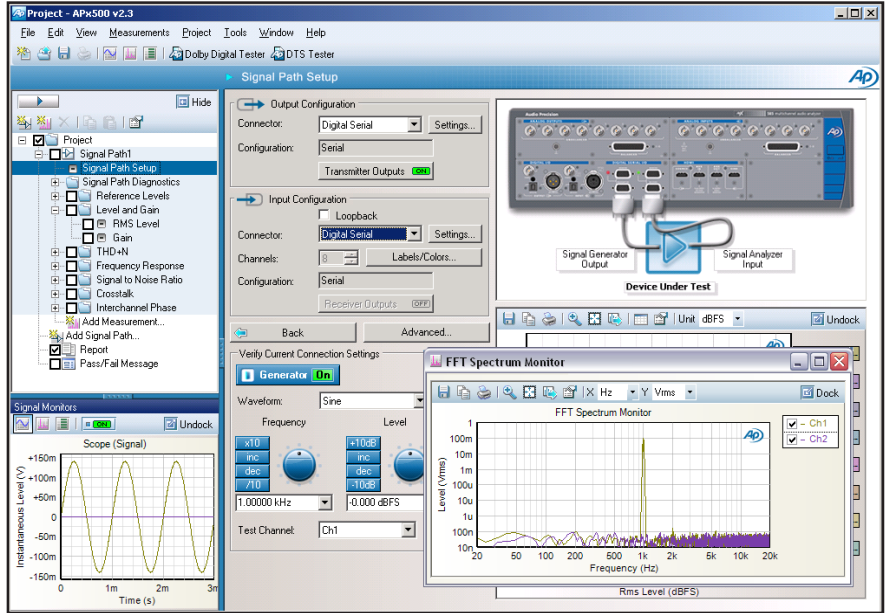 Project - APx500 v2.3
File Edit View Measurements Project Tools Window Help
Dolby Digital Tester DTS Tester
Signal Path Setup
AP
Hide
Project
Signal Path1
Signal Path Setup
Signal Path Diagnostics
Reference Levels
Level and Gain
RMS Level
Gain
THD+N
Frequency Response
Signal to Noise Ratio
Crosstalk
Interchannel Phase
Add Measurement...
Add Signal Path...
Report
Pass/Fail Message
Signal Monitors
ON
Undock
Scope (Signal)
Instantaneous Level (V)
+150m
+100m
+50m
0
-50m
-100m
-150m
0 1m 2m 3m
Time (s)
Output Configuration
Connector: Digital Serial Settings...
Configuration: Serial
Transmitter Outputs ON
Input Configuration
Loopback
Connector: Digital Serial Settings...
Channels: 8 Labels/Colors...
Configuration: Serial
Receiver Outputs OFF
Back Advanced...
Verify Current Connection Settings
Generator On
Waveform: Sine
Frequency Level
x10 +10dB
inc inc
dec dec
/10 -10dB
1.00000 kHz -0.000 dBFS
Test Channel: Ch1
Audio Precision
AP
Signal Generator Output
Signal Analyzer Input
Device Under Test
Unit dBFS Undock
AP
FFT Spectrum Monitor
X Hz Y Vrms Dock
FFT Spectrum Monitor
AP
Ch1
Ch2
Level (Vrms)
1
100m
10m
1m
100u
10u
1u
100n
10n
20 50 100 200 500 1k 2k 5k 10k 20k
Frequency (Hz)
Rms Level (dBFS)